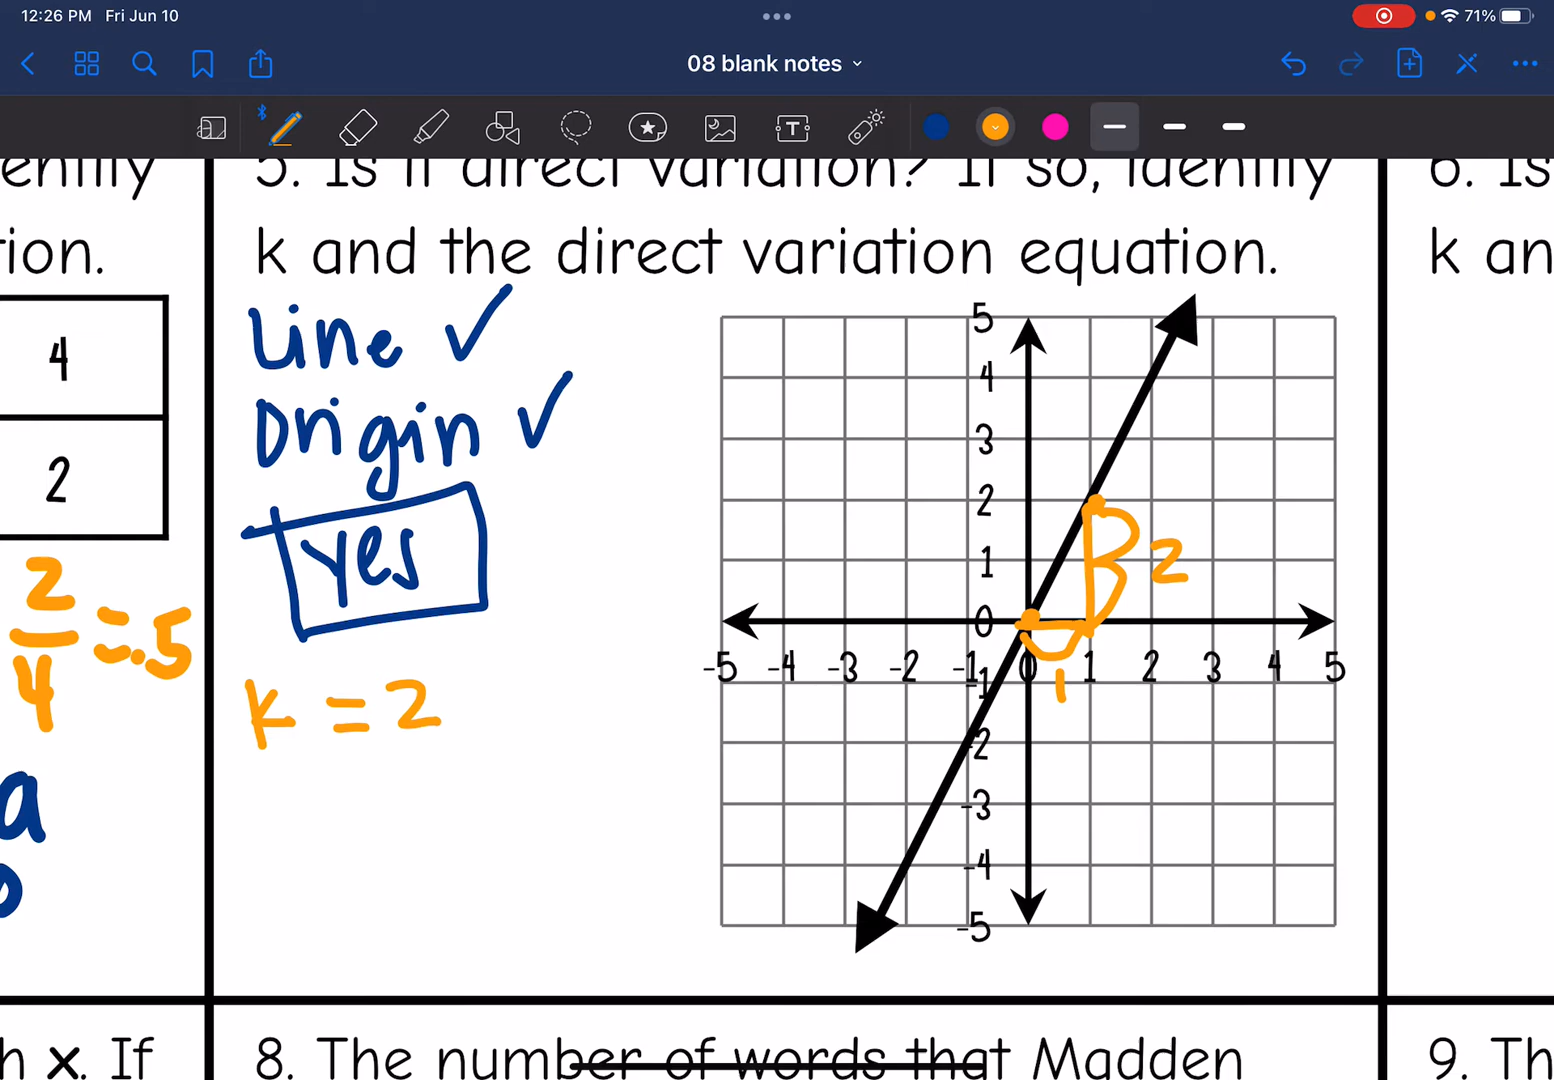 12:26 PM Fri Jun 10
71%
08 blank notes
T
entify
tion.
4
2
2
4
= .5
a
h x. If
5. Is it direct variation? If so, identify
k and the direct variation equation.
Line ✓
Origin ✓
Yes
k = 2
5
4
3
2
1
0
-5 -4 -3 -2 -1 0 1 2 3 4 5
-1
-2
-3
-4
-5
2
1
8. The number of words that Madden
6. Is
k an
9. Th